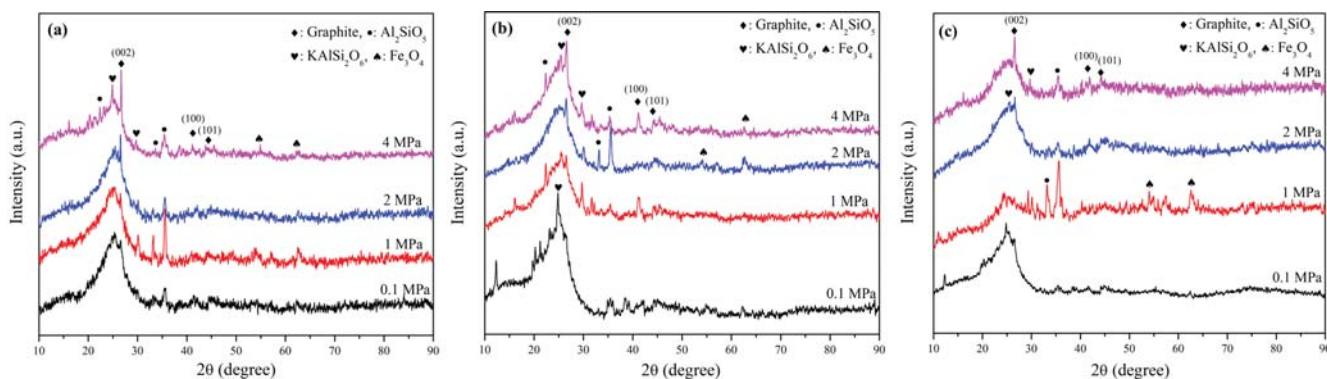 (a)
♦: Graphite, •: Al₂SiO₅
♥: KAlSi₂O₆, ♠: Fe₃O₄
(002)
(100)
(101)
4 MPa
2 MPa
1 MPa
0.1 MPa
Intensity (a.u.)
10 20 30 40 50 60 70 80 90
2θ (degree)
(b)
(002)
♦: Graphite, •: Al₂SiO₅
♥: KAlSi₂O₆, ♠: Fe₃O₄
(100)
(101)
4 MPa
2 MPa
1 MPa
0.1 MPa
Intensity (a.u.)
10 20 30 40 50 60 70 80 90
2θ (degree)
(c)
(002)
♦: Graphite, •: Al₂SiO₅
♥: KAlSi₂O₆, ♠: Fe₃O₄
(100)
(101)
4 MPa
2 MPa
1 MPa
0.1 MPa
Intensity (a.u.)
10 20 30 40 50 60 70 80 90
2θ (degree)